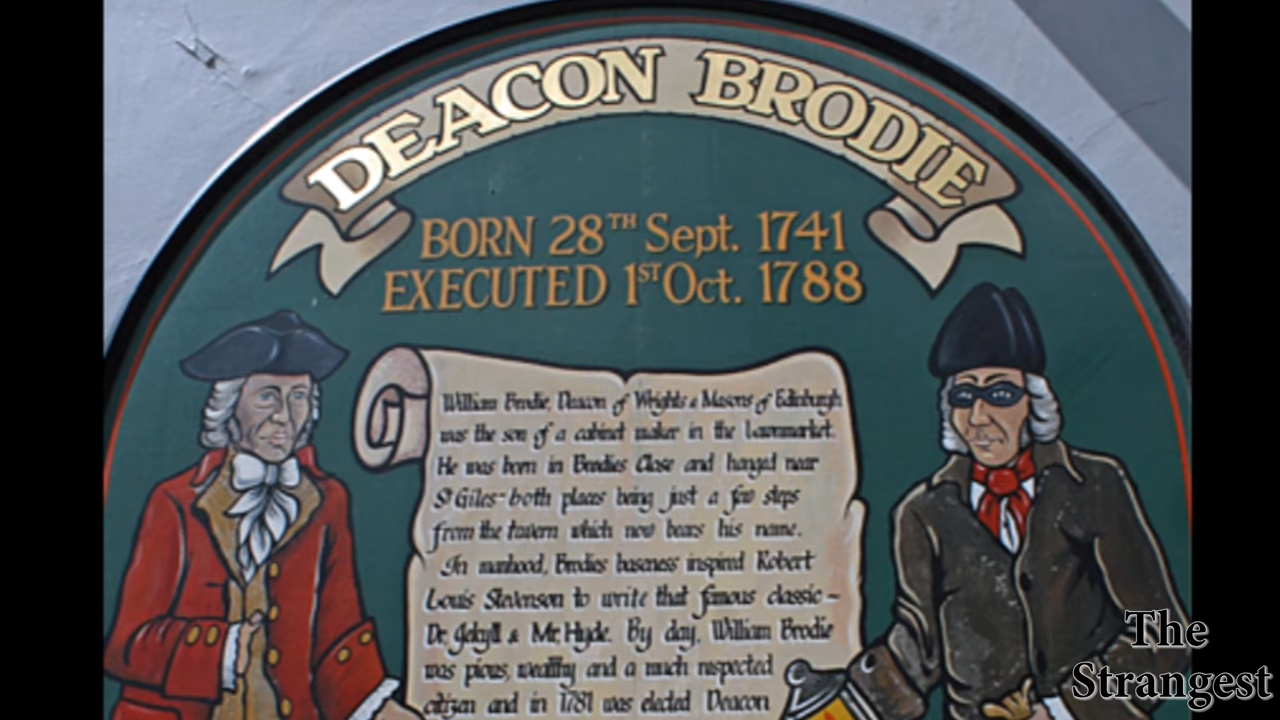 DEACON BRODIE
BORN 28TH Sept. 1741
EXECUTED 1ST Oct. 1788
William Brodie, Deacon of Wrights & Masons of Edinburgh
was the son of a cabinet maker in the Lawnmarket.
He was born in Brodies Close and hanged near
St Giles - both places being just a few steps
from the tavern which now bears his name.
In manhood, Brodies baseness inspired Robert
Louis Stevenson to write that famous classic -
Dr. Jekyll & Mr. Hyde. By day, William Brodie
was pious, wealthy and a much respected
citizen and in 1781 was elected Deacon
The
Strangest